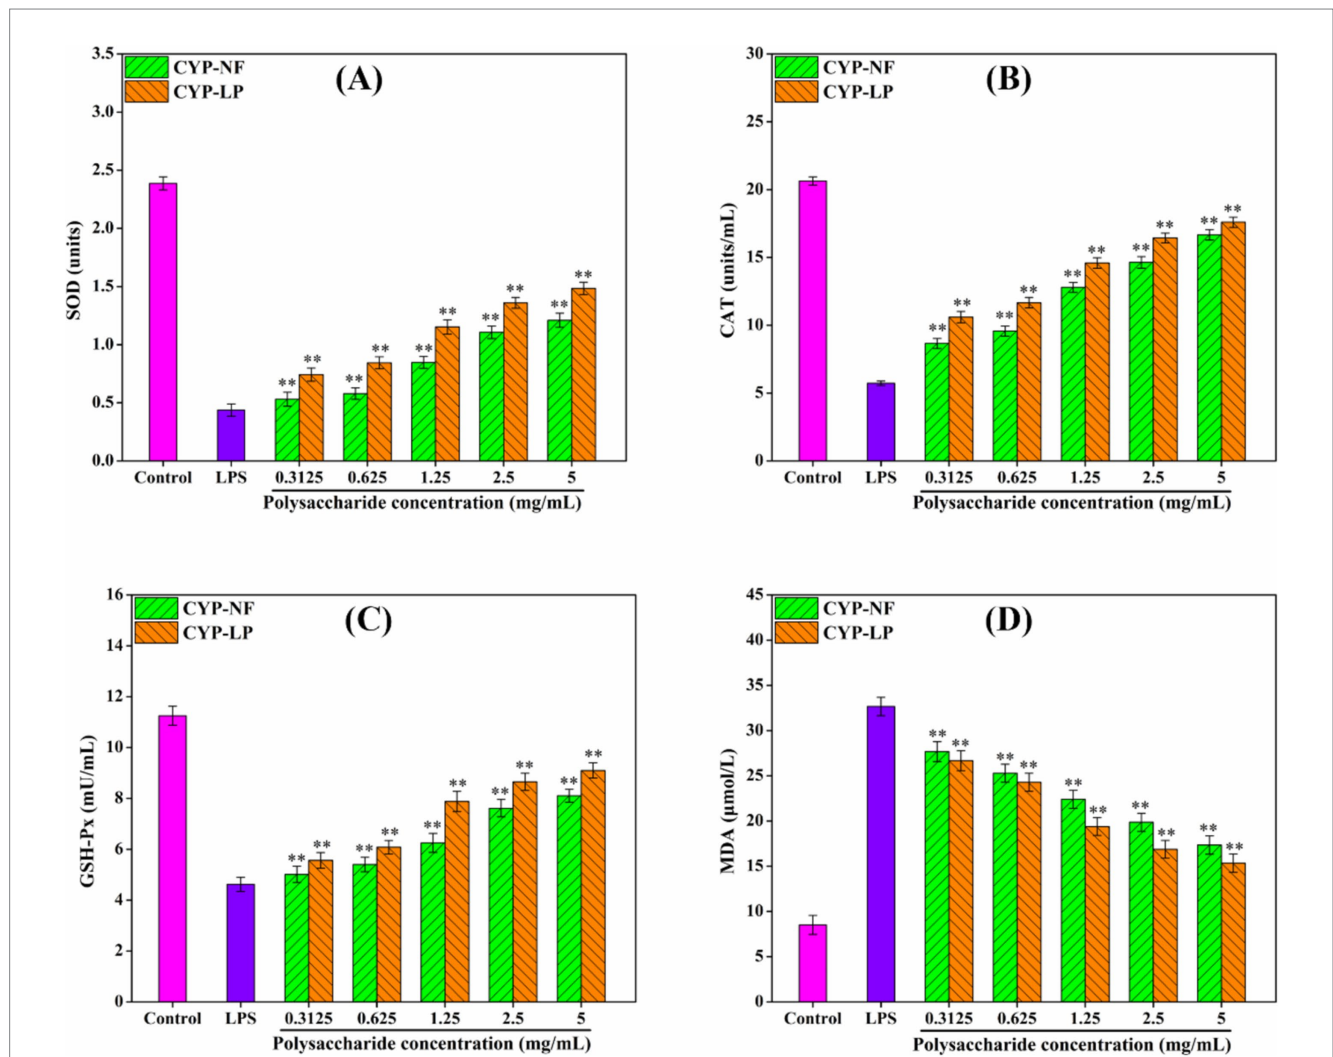 (A)
CYP-NF
CYP-LP
SOD (units)
3.5
3.0
2.5
2.0
1.5
1.0
0.5
0.0
** ** ** ** ** ** ** ** ** **
Control LPS 0.3125 0.625 1.25 2.5 5
Polysaccharide concentration (mg/mL)
(B)
CYP-NF
CYP-LP
CAT (units/mL)
30
25
20
15
10
5
0
** ** ** ** ** ** ** ** ** **
Control LPS 0.3125 0.625 1.25 2.5 5
Polysaccharide concentration (mg/mL)
(C)
CYP-NF
CYP-LP
GSH-Px (mU/mL)
16
14
12
10
8
6
4
2
0
** ** ** ** ** ** ** ** ** **
Control LPS 0.3125 0.625 1.25 2.5 5
Polysaccharide concentration (mg/mL)
(D)
CYP-NF
CYP-LP
MDA (μmol/L)
45
40
35
30
25
20
15
10
5
0
** ** ** ** ** ** ** ** ** **
Control LPS 0.3125 0.625 1.25 2.5 5
Polysaccharide concentration (mg/mL)